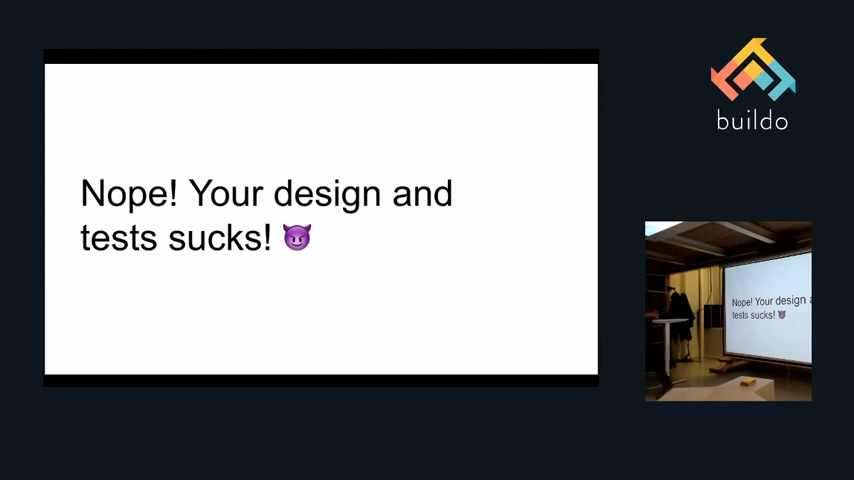 Nope! Your design and
tests sucks! 😈
buildo
Nope! Your design a
tests sucks! 😈